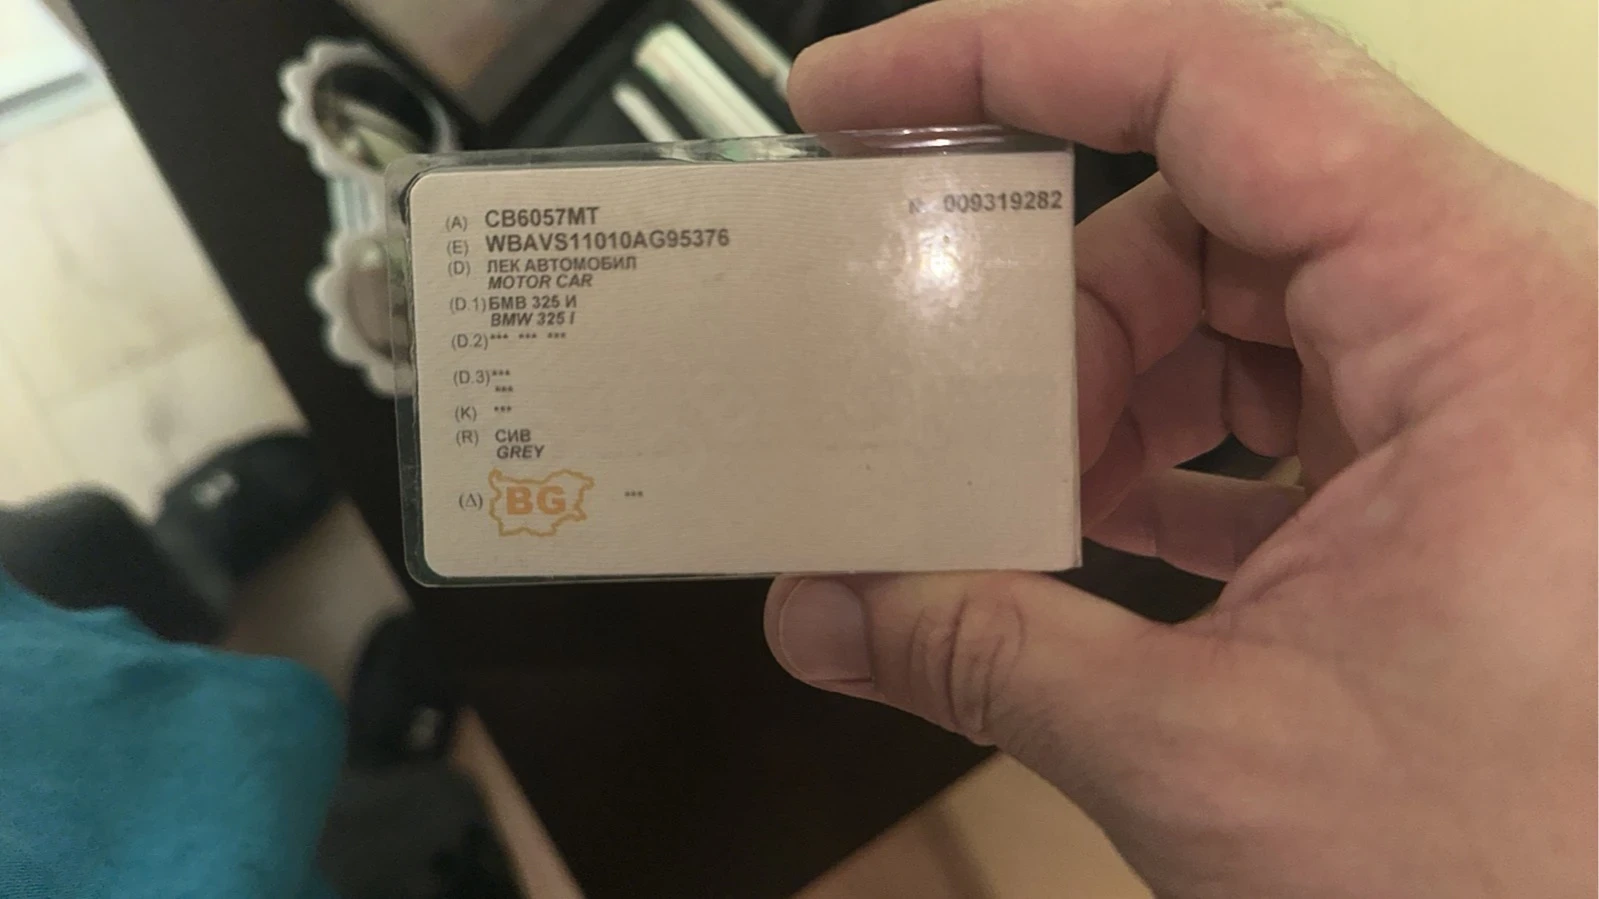 (A) CB6057MT
№ 009319282
(E) WBAVS11010AG95376
(D) ЛЕК АВТОМОБИЛ
MOTOR CAR
(D.1) БМВ 325 И
BMW 325 I
(D.2) *** *** ***
(D.3) ***
***
(K) ***
(R) СИВ
GREY
(Δ) BG ***